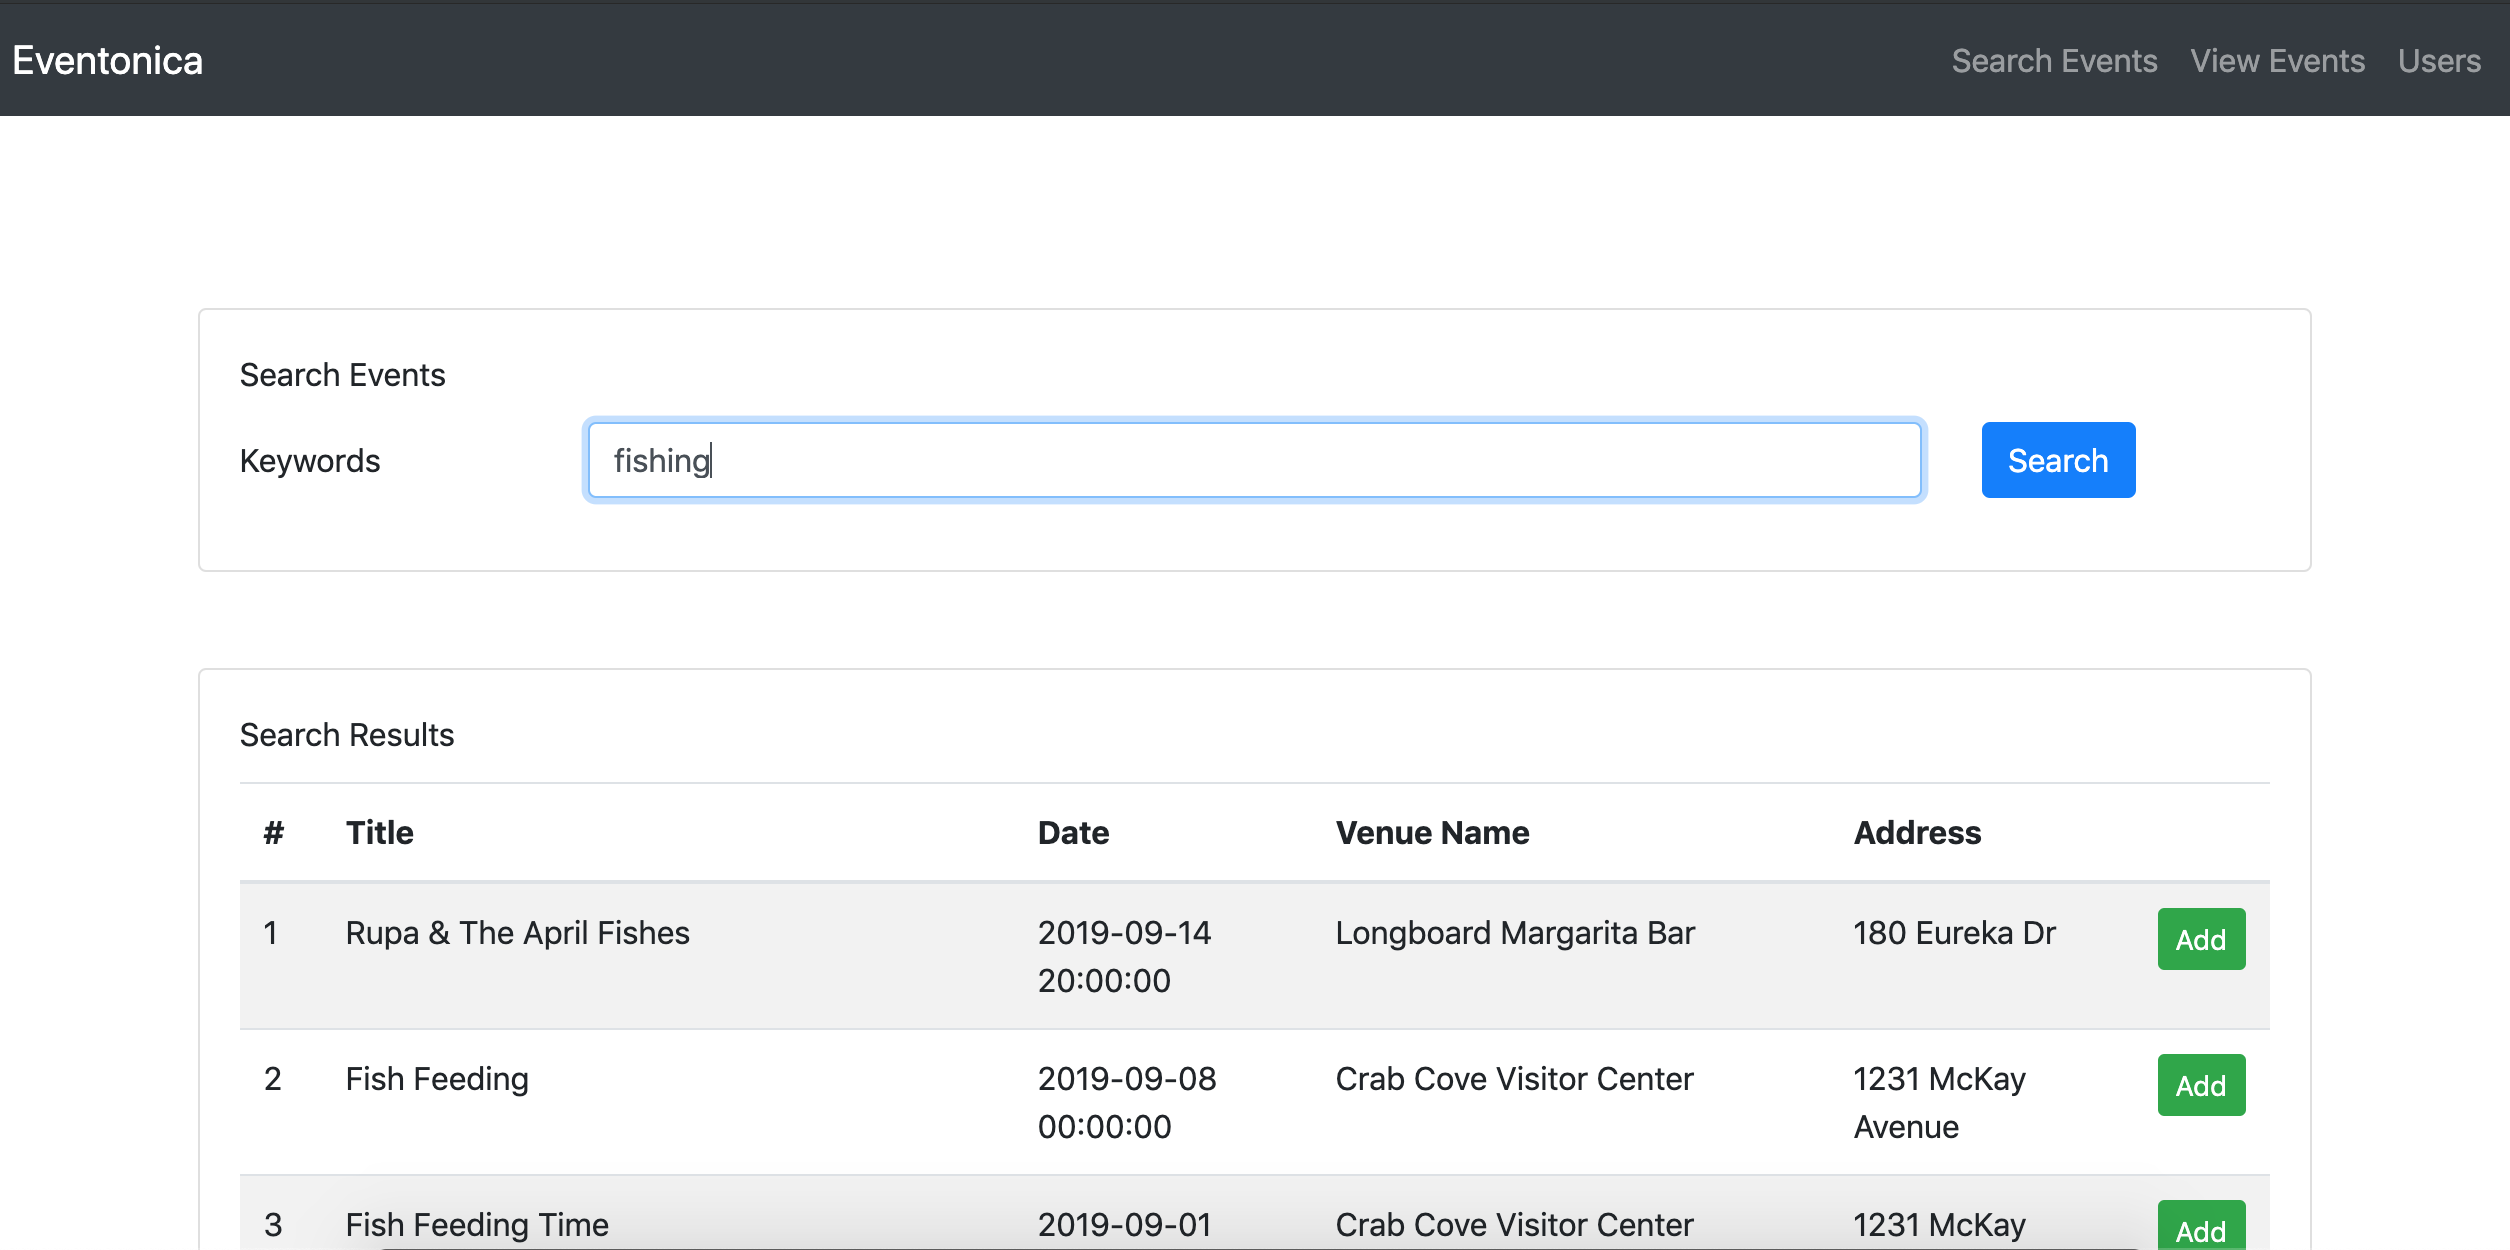 Eventonica Search Events View Events Users
Search Events
Keywords fishing Search
Search Results
# Title Date Venue Name Address
1 Rupa & The April Fishes 2019-09-14 Longboard Margarita Bar 180 Eureka Dr Add
20:00:00
2 Fish Feeding 2019-09-08 Crab Cove Visitor Center 1231 McKay Add
00:00:00 Avenue
3 Fish Feeding Time 2019-09-01 Crab Cove Visitor Center 1231 McKay Add